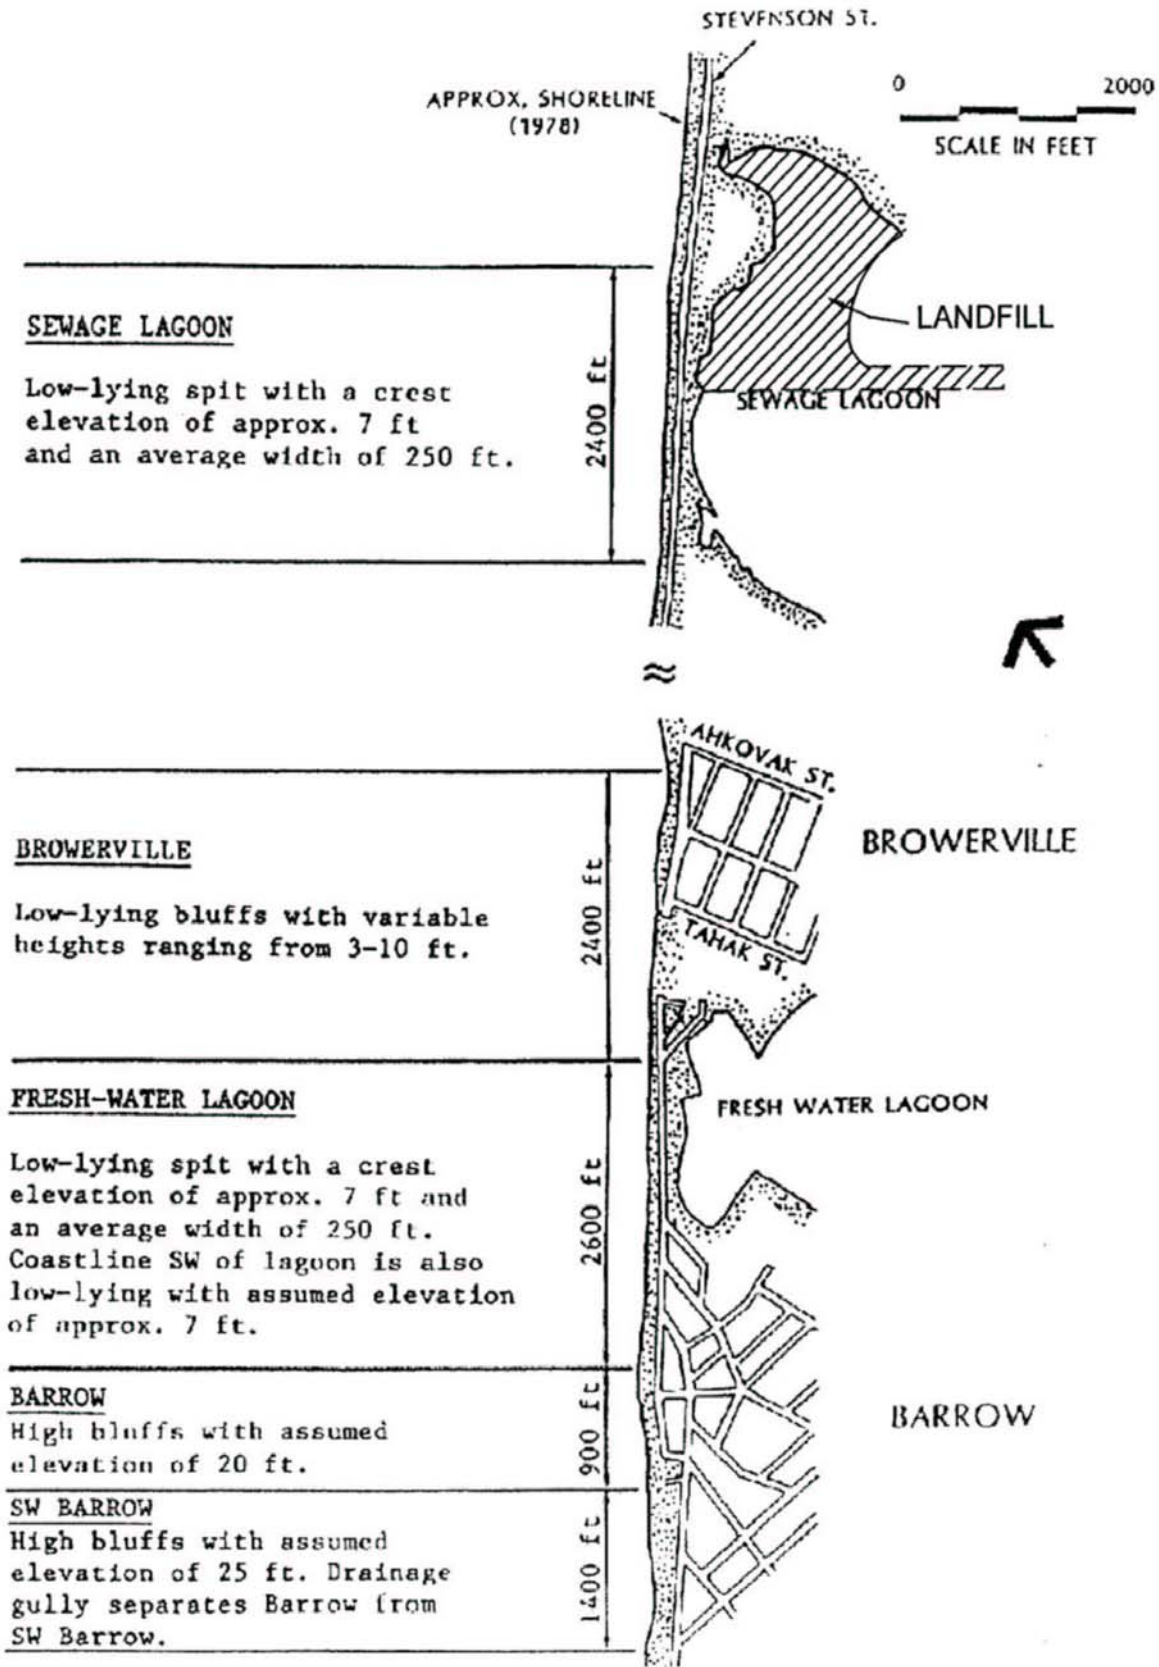 STEVENSON ST.
APPROX. SHORELINE
(1978)
0 2000
SCALE IN FEET
SEWAGE LAGOON
Low-lying spit with a crest
elevation of approx. 7 ft
and an average width of 250 ft.
2400 ft
LANDFILL
SEWAGE LAGOON
≈
AHKOVAK ST.
BROWERVILLE
BROWERVILLE
Low-lying bluffs with variable
heights ranging from 3-10 ft.
2400 ft
TAHAK ST.
FRESH-WATER LAGOON
Low-lying spit with a crest
elevation of approx. 7 ft and
an average width of 250 ft.
Coastline SW of lagoon is also
low-lying with assumed elevation
of approx. 7 ft.
2600 ft
FRESH WATER LAGOON
BARROW
High bluffs with assumed
elevation of 20 ft.
900 ft
BARROW
SW BARROW
High bluffs with assumed
elevation of 25 ft. Drainage
gully separates Barrow from
SW Barrow.
1400 ft